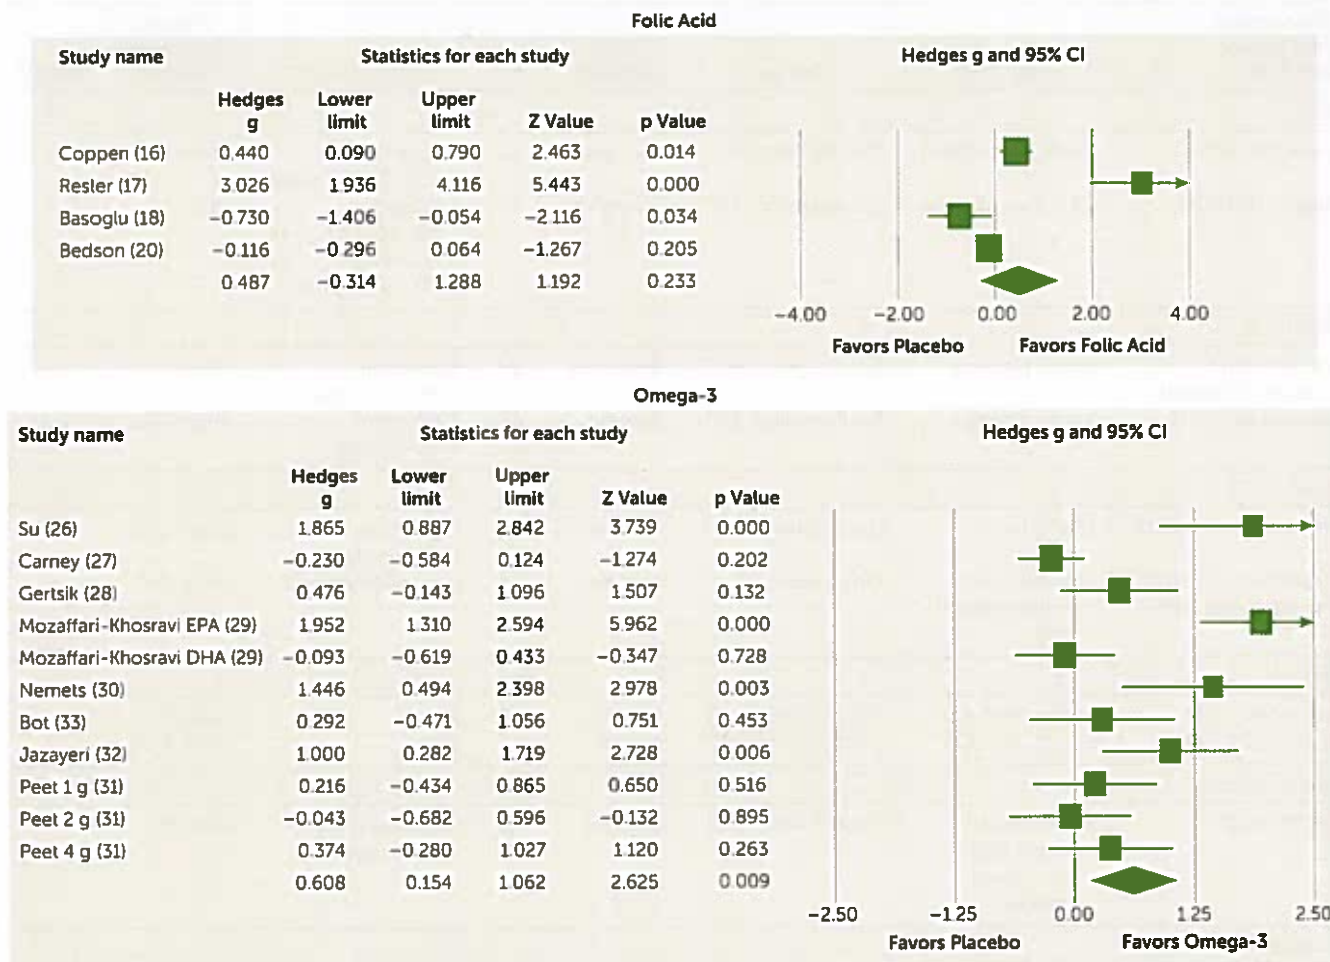 Folic Acid
Study name Statistics for each study Hedges g and 95% CI
Hedges g Lower limit Upper limit Z Value p Value
Coppen (16) 0.440 0.090 0.790 2.463 0.014
Resler (17) 3.026 1.936 4.116 5.443 0.000
Basoglu (18) −0.730 −1.406 −0.054 −2.116 0.034
Bedson (20) −0.116 −0.296 0.064 −1.267 0.205
0.487 −0.314 1.288 1.192 0.233
−4.00 −2.00 0.00 2.00 4.00
Favors Placebo Favors Folic Acid
Omega-3
Study name Statistics for each study Hedges g and 95% CI
Hedges g Lower limit Upper limit Z Value p Value
Su (26) 1.865 0.887 2.842 3.739 0.000
Carney (27) −0.230 −0.584 0.124 −1.274 0.202
Gertsik (28) 0.476 −0.143 1.096 1.507 0.132
Mozaffari-Khosravi EPA (29) 1.952 1.310 2.594 5.962 0.000
Mozaffari-Khosravi DHA (29) −0.093 −0.619 0.433 −0.347 0.728
Nemets (30) 1.446 0.494 2.398 2.978 0.003
Bot (33) 0.292 −0.471 1.056 0.751 0.453
Jazayeri (32) 1.000 0.282 1.719 2.728 0.006
Peet 1 g (31) 0.216 −0.434 0.865 0.650 0.516
Peet 2 g (31) −0.043 −0.682 0.596 −0.132 0.895
Peet 4 g (31) 0.374 −0.280 1.027 1.120 0.263
0.608 0.154 1.062 2.625 0.009
−2.50 −1.25 0.00 1.25 2.50
Favors Placebo Favors Omega-3